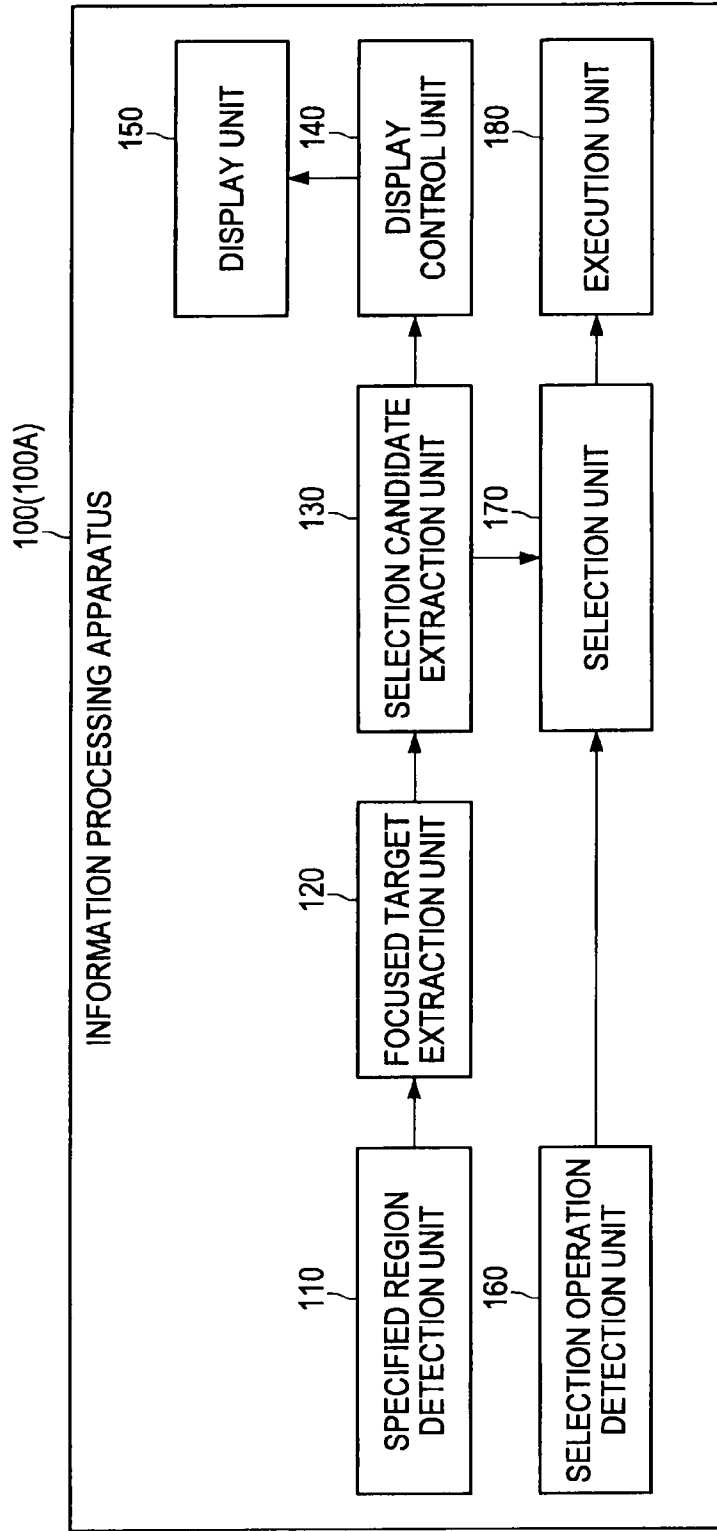 100(100A)
INFORMATION PROCESSING APPARATUS
150
DISPLAY UNIT
110
SPECIFIED REGION
DETECTION UNIT
120
FOCUSED TARGET
EXTRACTION UNIT
130
SELECTION CANDIDATE
EXTRACTION UNIT
140
DISPLAY
CONTROL UNIT
160
SELECTION OPERATION
DETECTION UNIT
170
SELECTION UNIT
180
EXECUTION UNIT